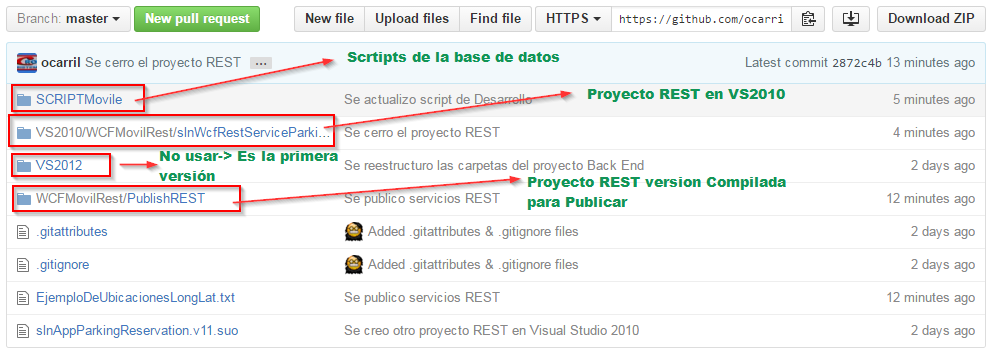 Branch: master New pull request New file Upload files Find file HTTPS https://github.com/ocarri Download ZIP
ocarril Se cerro el proyecto REST ... Scrtipts de la base de datos Latest commit 2872c4b 13 minutes ago
SCRIPTMovile Se actualizo script de Desarrollo Proyecto REST en VS2010 5 minutes ago
VS2010/WCFMovilRest/slnWcfRestServiceParki... Se cerro el proyecto REST 4 minutes ago
No usar-> Es la primera
versión
VS2012 Se reestructuro las carpetas del proyecto Back End 2 days ago
Proyecto REST version Compilada
para Publicar
WCFMovilRest/PublishREST Se publico servicios REST 12 minutes ago
.gitattributes Added .gitattributes & .gitignore files 2 days ago
.gitignore Added .gitattributes & .gitignore files 2 days ago
EjemploDeUbicacionesLongLat.txt Se publico servicios REST 12 minutes ago
slnAppParkingReservation.v11.suo Se creo otro proyecto REST en Visual Studio 2010 2 days ago